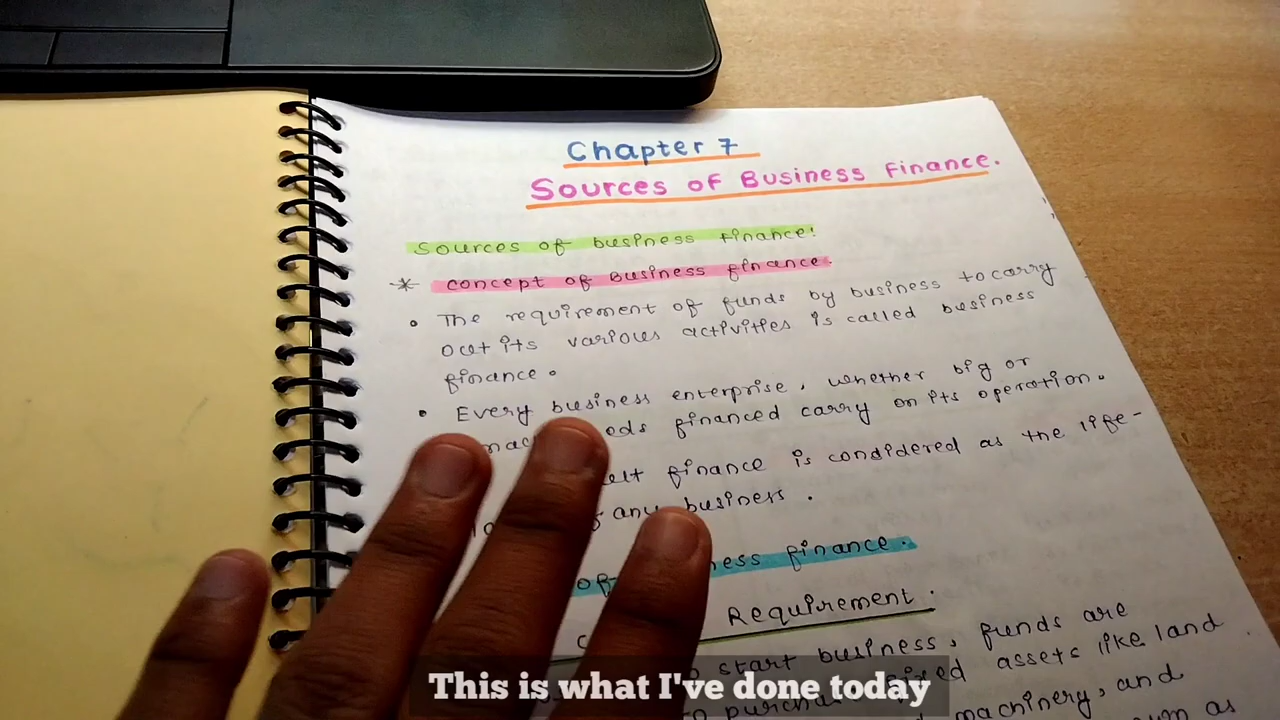 Chapter 7
Sources of Business Finance.
Sources of business finance:
* concept of Business finance.
• The requirement of funds by business to carry
out its various activities is called business
finance.
• Every business enterprise, whether big or
financed carry on its operation.
finance is condidered as the life-
any business.
of finance.
Requirement.
start business, funds are
assets like land
machinery, and
This is what I've done today